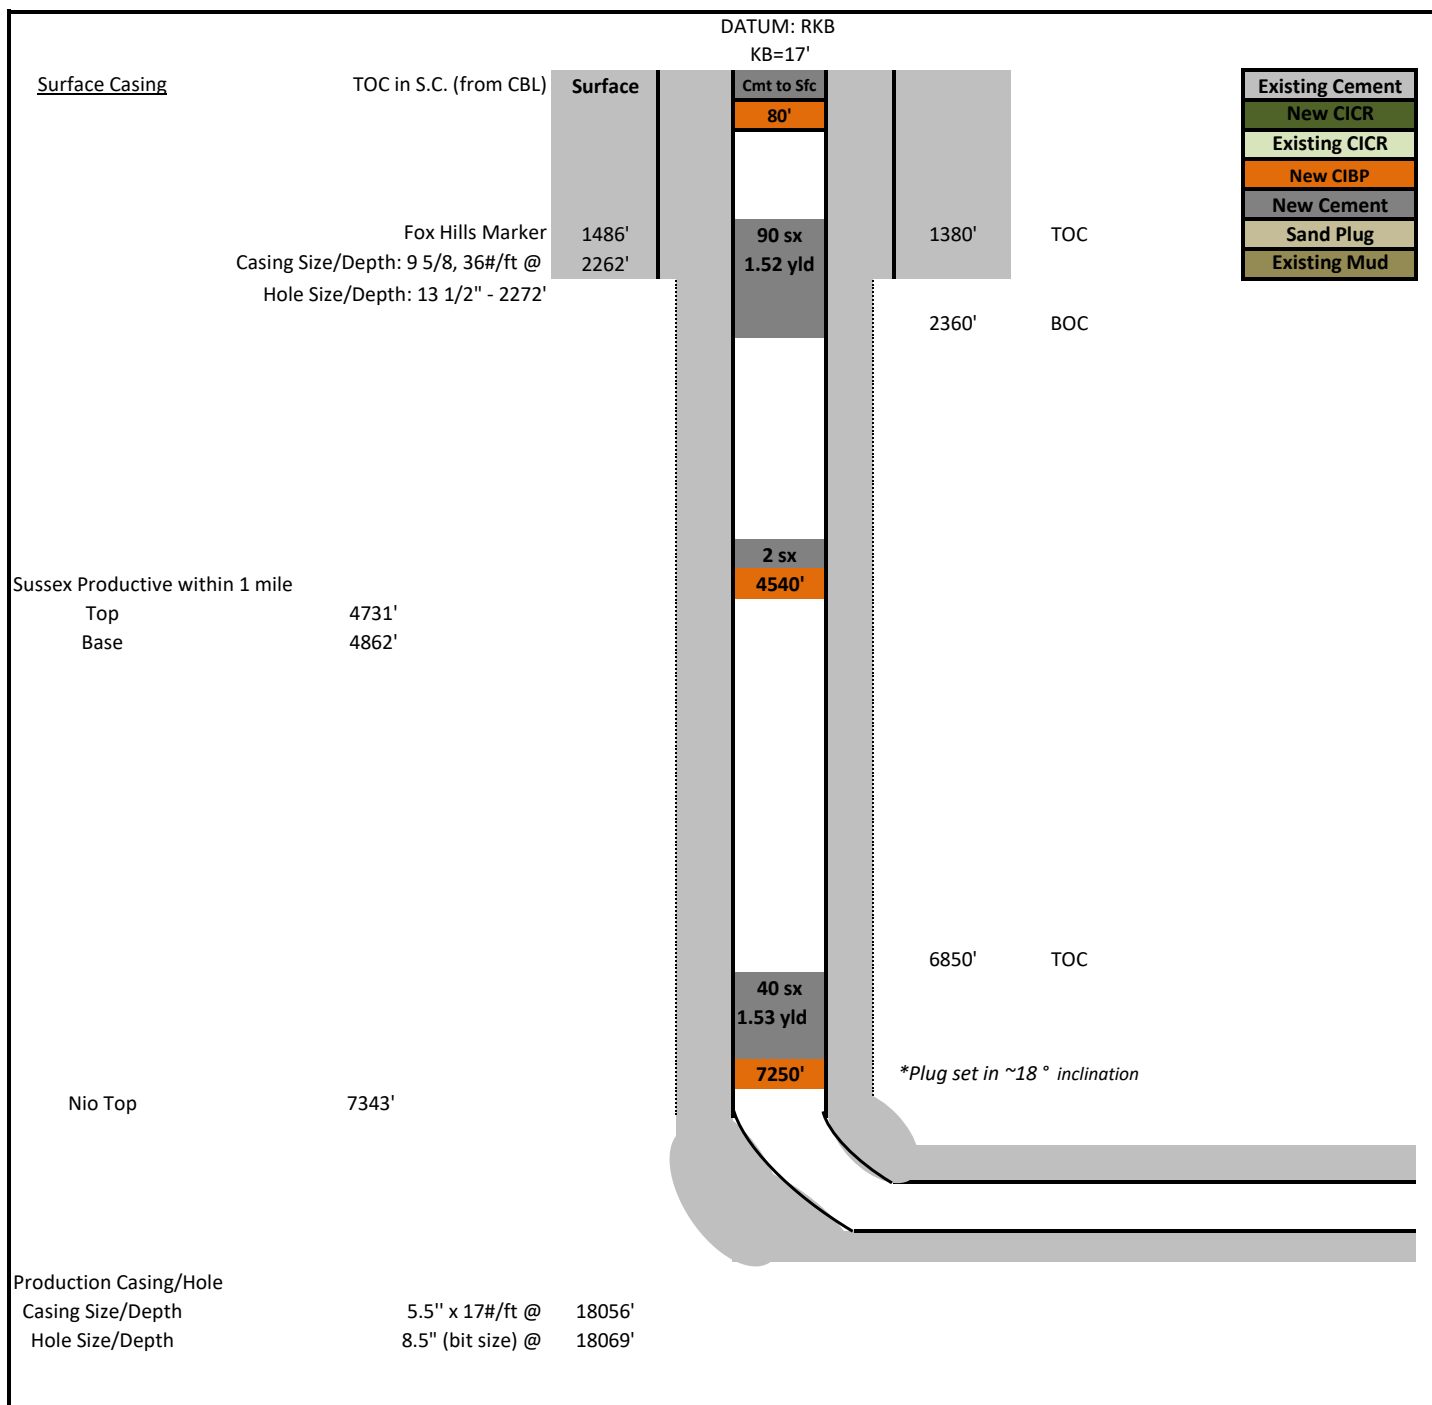 DATUM: RKB
KB=17'
Surface Casing TOC in S.C. (from CBL) Surface Cmt to Sfc Existing Cement
80' New CICR
Existing CICR
New CIBP
New Cement
Fox Hills Marker 1486' 90 sx 1380' TOC Sand Plug
Casing Size/Depth: 9 5/8, 36#/ft @ 2262' 1.52 yld Existing Mud
Hole Size/Depth: 13 1/2" - 2272'
2360' BOC
2 sx
Sussex Productive within 1 mile 4540'
Top 4731'
Base 4862'
6850' TOC
40 sx
1.53 yld
7250' *Plug set in ~18 ° inclination
Nio Top 7343'
Production Casing/Hole
Casing Size/Depth 5.5'' x 17#/ft @ 18056'
Hole Size/Depth 8.5" (bit size) @ 18069'